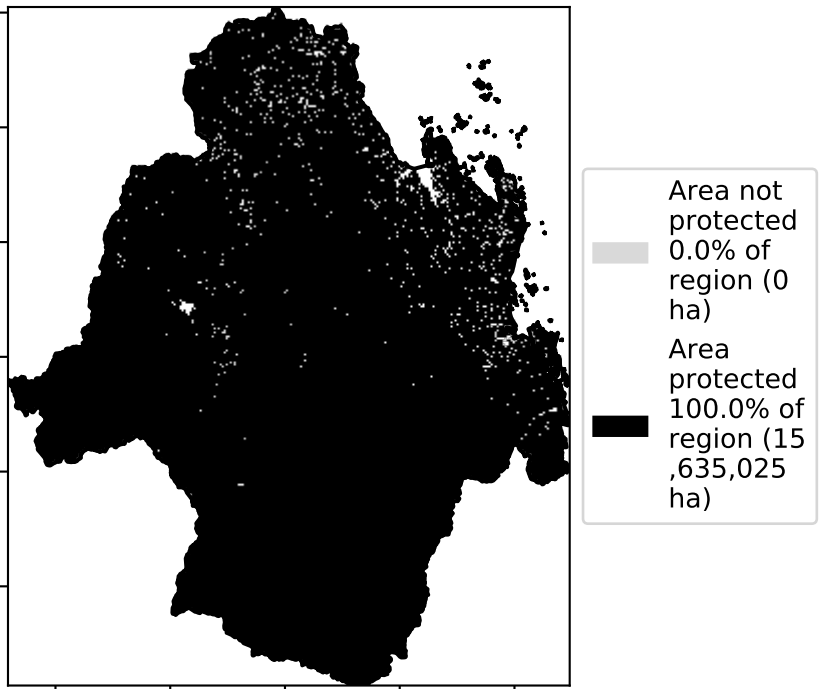 Area not
protected
0.0% of
region (0
ha)
Area
protected
100.0% of
region (15
,635,025
ha)